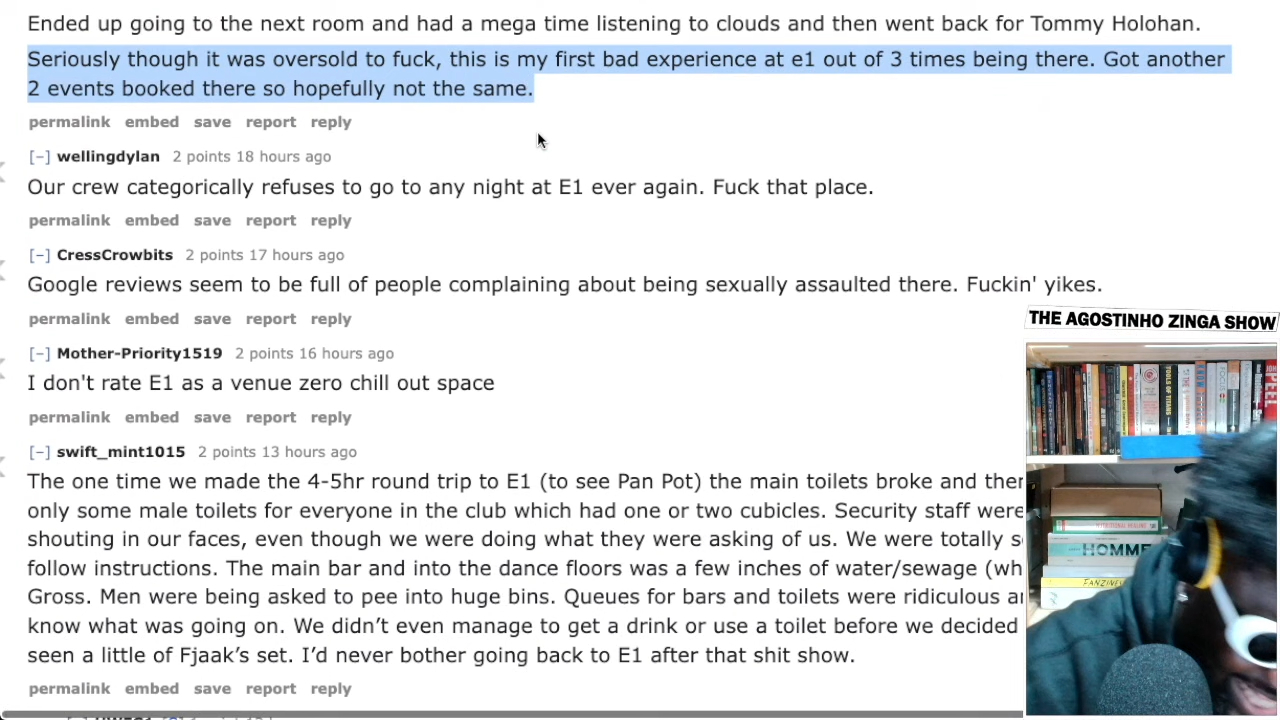 Ended up going to the next room and had a mega time listening to clouds and then went back for Tommy Holohan.
Seriously though it was oversold to fuck, this is my first bad experience at e1 out of 3 times being there. Got another
2 events booked there so hopefully not the same.
permalink embed save report reply
[–] wellingdylan 2 points 18 hours ago
Our crew categorically refuses to go to any night at E1 ever again. Fuck that place.
permalink embed save report reply
[–] CressCrowbits 2 points 17 hours ago
Google reviews seem to be full of people complaining about being sexually assaulted there. Fuckin' yikes.
permalink embed save report reply
THE AGOSTINHO ZINGA SHOW
[–] Mother-Priority1519 2 points 16 hours ago
I don't rate E1 as a venue zero chill out space
permalink embed save report reply
[–] swift_mint1015 2 points 13 hours ago
The one time we made the 4-5hr round trip to E1 (to see Pan Pot) the main toilets broke and
only some male toilets for everyone in the club which had one or two cubicles. Security staff were
shouting in our faces, even though we were doing what they were asking of us. We were totally
follow instructions. The main bar and into the dance floors was a few inches of water/sewage
Gross. Men were being asked to pee into huge bins. Queues for bars and toilets were ridiculous
know what was going on. We didn't even manage to get a drink or use a toilet before we decided
seen a little of Fjaak's set. I'd never bother going back to E1 after that shit show.
permalink embed save report reply
TOOLS OF TITANS
FOCUS
PEEL
HOMME
FANZINES